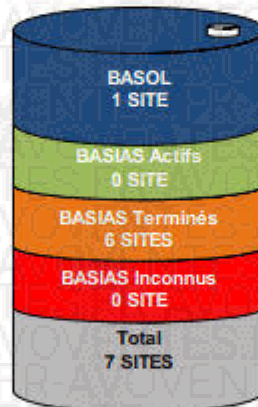 BASOL
1 SITE
BASIAS Actifs
0 SITE
BASIAS Terminés
6 SITES
BASIAS Inconnus
0 SITE
Total
7 SITES